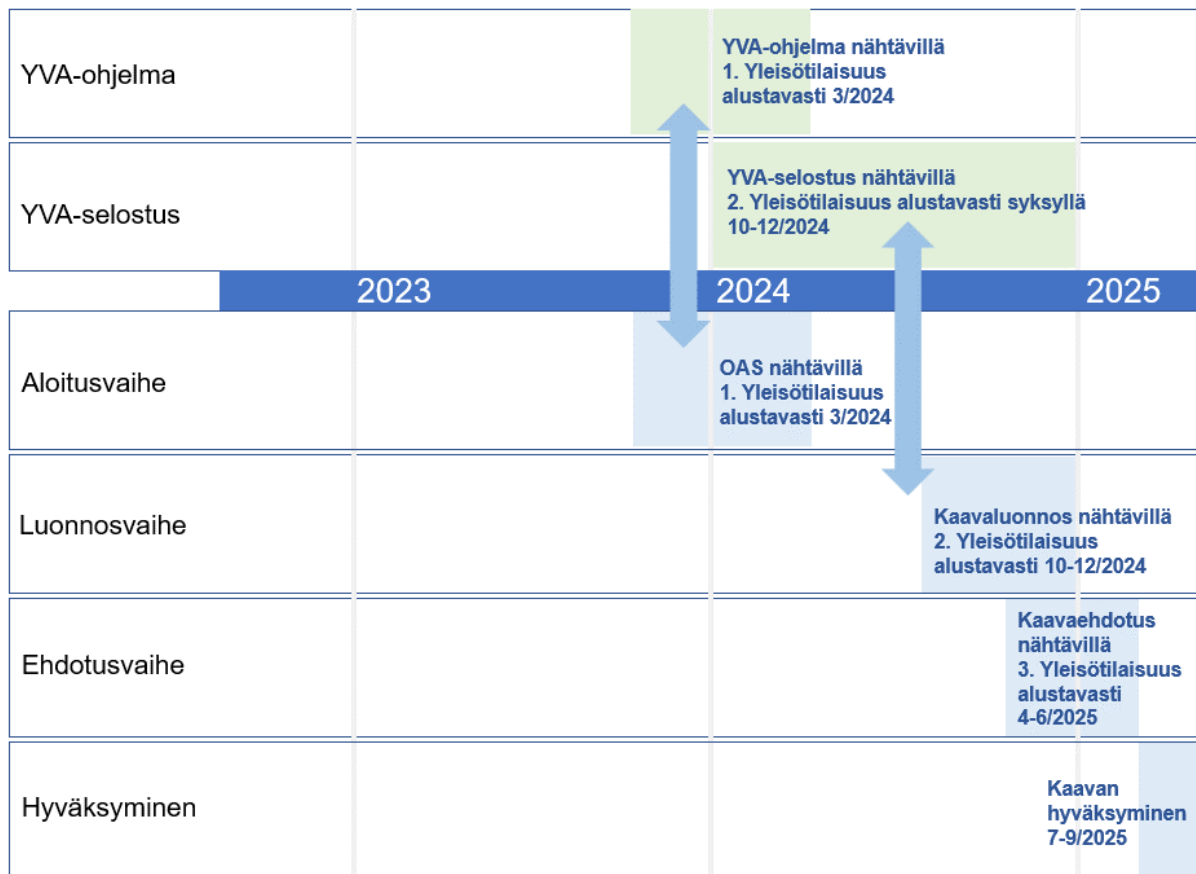 YVA-ohjelma
YVA-ohjelma nähtävillä
1. Yleisötilaisuus
alustavasti 3/2024
YVA-selostus
YVA-selostus nähtävillä
2. Yleisötilaisuus alustavasti syksyllä
10-12/2024
2023 2024 2025
Aloitusvaihe
OAS nähtävillä
1. Yleisötilaisuus
alustavasti 3/2024
Luonnosvaihe
Kaavaluonnos nähtävillä
2. Yleisötilaisuus
alustavasti 10-12/2024
Ehdotusvaihe
Kaavaehdotus
nähtävillä
3. Yleisötilaisuus
alustavasti
4-6/2025
Hyväksyminen
Kaavan
hyväksyminen
7-9/2025